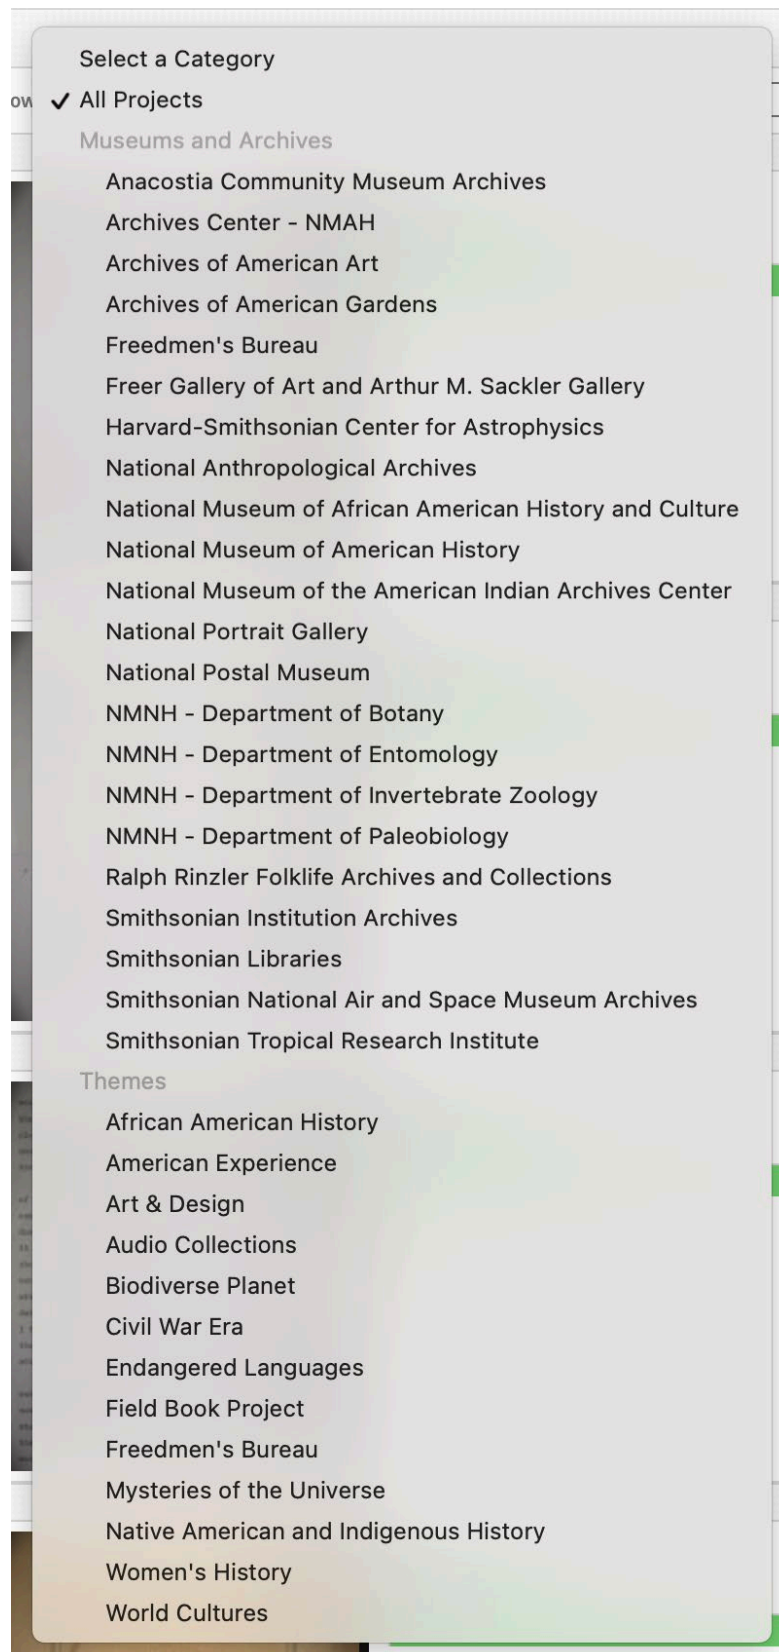 Select a Category
✓ All Projects
Museums and Archives
Anacostia Community Museum Archives
Archives Center - NMAH
Archives of American Art
Archives of American Gardens
Freedmen's Bureau
Freer Gallery of Art and Arthur M. Sackler Gallery
Harvard-Smithsonian Center for Astrophysics
National Anthropological Archives
National Museum of African American History and Culture
National Museum of American History
National Museum of the American Indian Archives Center
National Portrait Gallery
National Postal Museum
NMNH - Department of Botany
NMNH - Department of Entomology
NMNH - Department of Invertebrate Zoology
NMNH - Department of Paleobiology
Ralph Rinzler Folklife Archives and Collections
Smithsonian Institution Archives
Smithsonian Libraries
Smithsonian National Air and Space Museum Archives
Smithsonian Tropical Research Institute
Themes
African American History
American Experience
Art & Design
Audio Collections
Biodiverse Planet
Civil War Era
Endangered Languages
Field Book Project
Freedmen's Bureau
Mysteries of the Universe
Native American and Indigenous History
Women's History
World Cultures